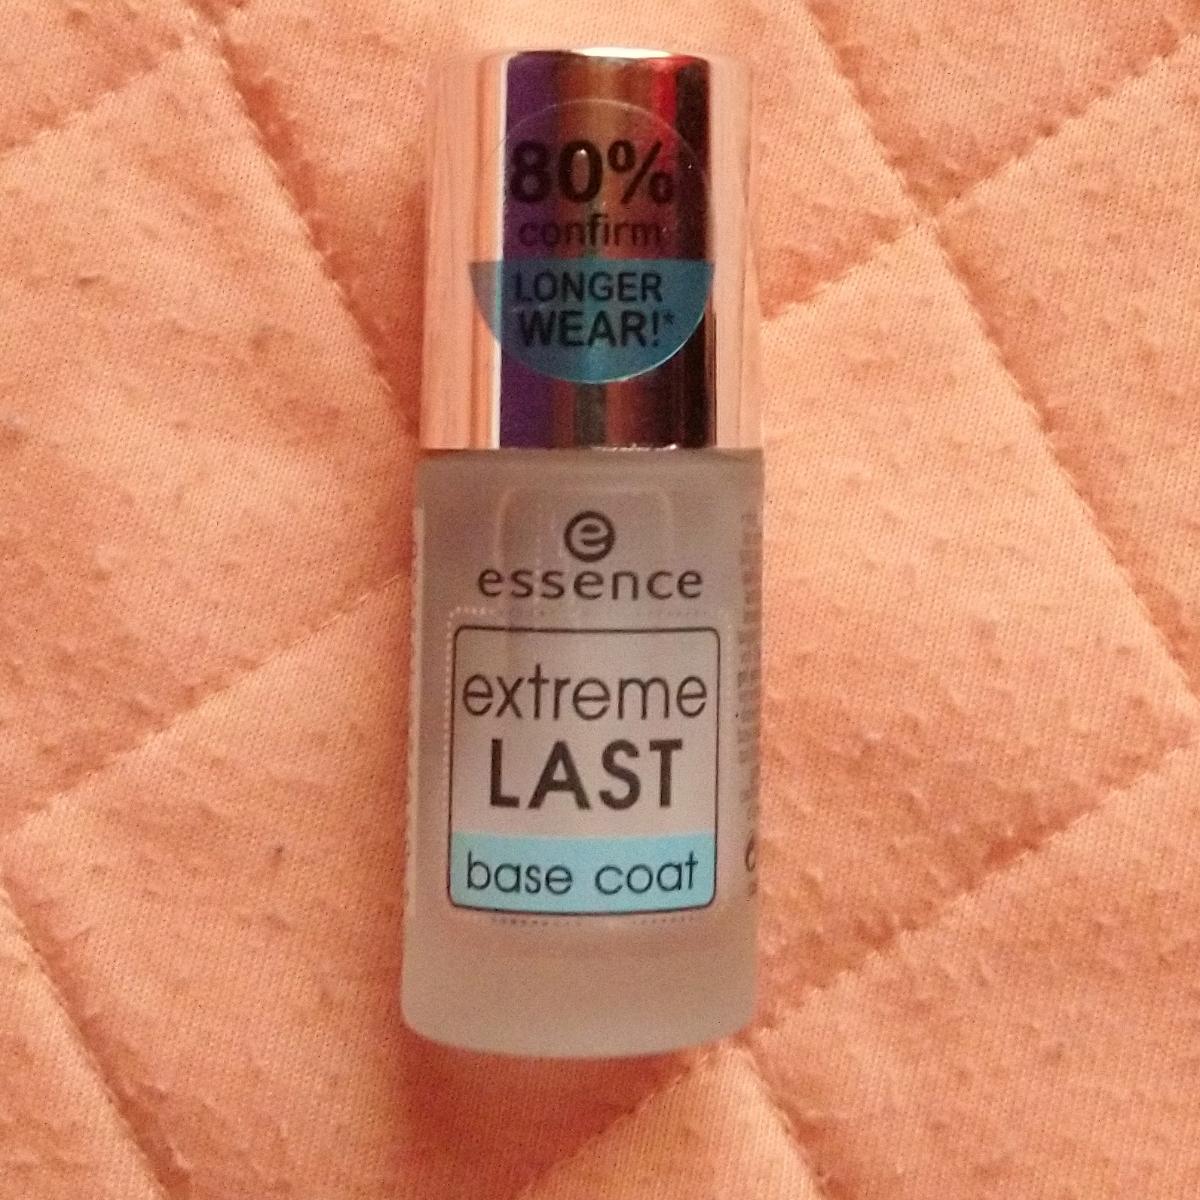 80%
confirm
LONGER
WEAR!*
e
essence
extreme
LAST
base coat